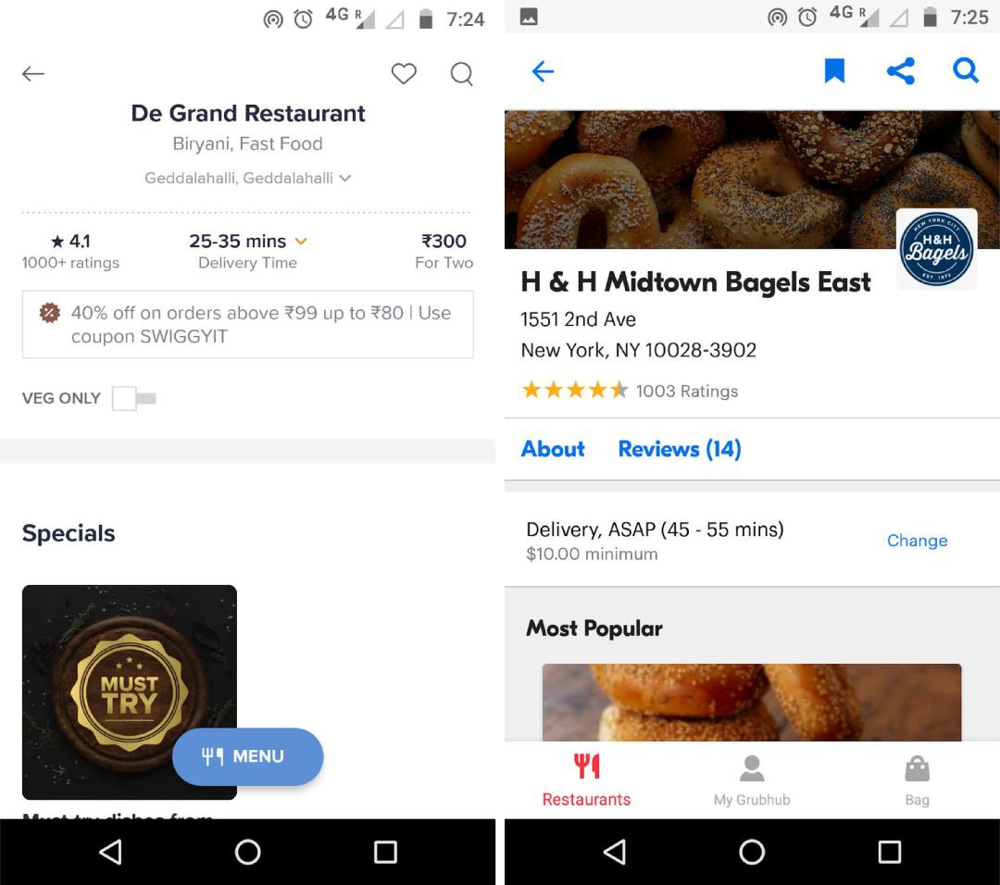 4G R 7:24
De Grand Restaurant
Biryani, Fast Food
Geddalahalli, Geddalahalli
★ 4.1
1000+ ratings
25-35 mins
Delivery Time
₹300
For Two
40% off on orders above ₹99 up to ₹80 | Use
coupon SWIGGYIT
VEG ONLY
Specials
MUST
TRY
MENU
Must-try dishes from
4G R 7:25
NEW YORK CITY
H&H
Bagels
EST. 1972
H & H Midtown Bagels East
1551 2nd Ave
New York, NY 10028-3902
1003 Ratings
About Reviews (14)
Delivery, ASAP (45 - 55 mins)
$10.00 minimum
Change
Most Popular
Restaurants
My Grubhub
Bag